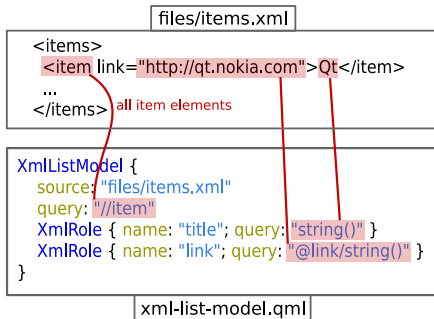 files/items.xml
<items>
<item link="http://qt.nokia.com">Qt</item>
...
</items>
all item elements
XmlListModel {
source: "files/items.xml"
query: "//item"
XmlRole { name: "title"; query: "string()" }
XmlRole { name: "link"; query: "@link/string()" }
}
xml-list-model.qml